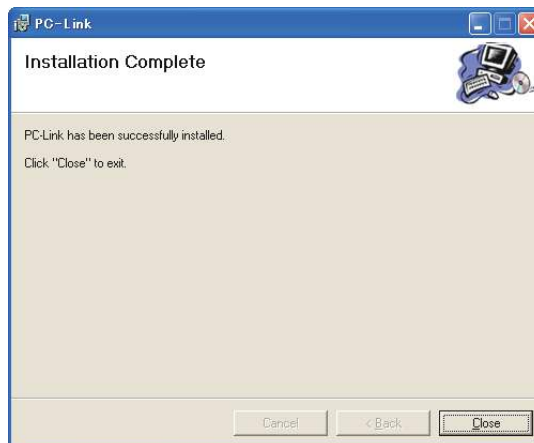 PC-Link
Installation Complete
PC-Link has been successfully installed.
Click "Close" to exit.
Cancel
< Back
Close